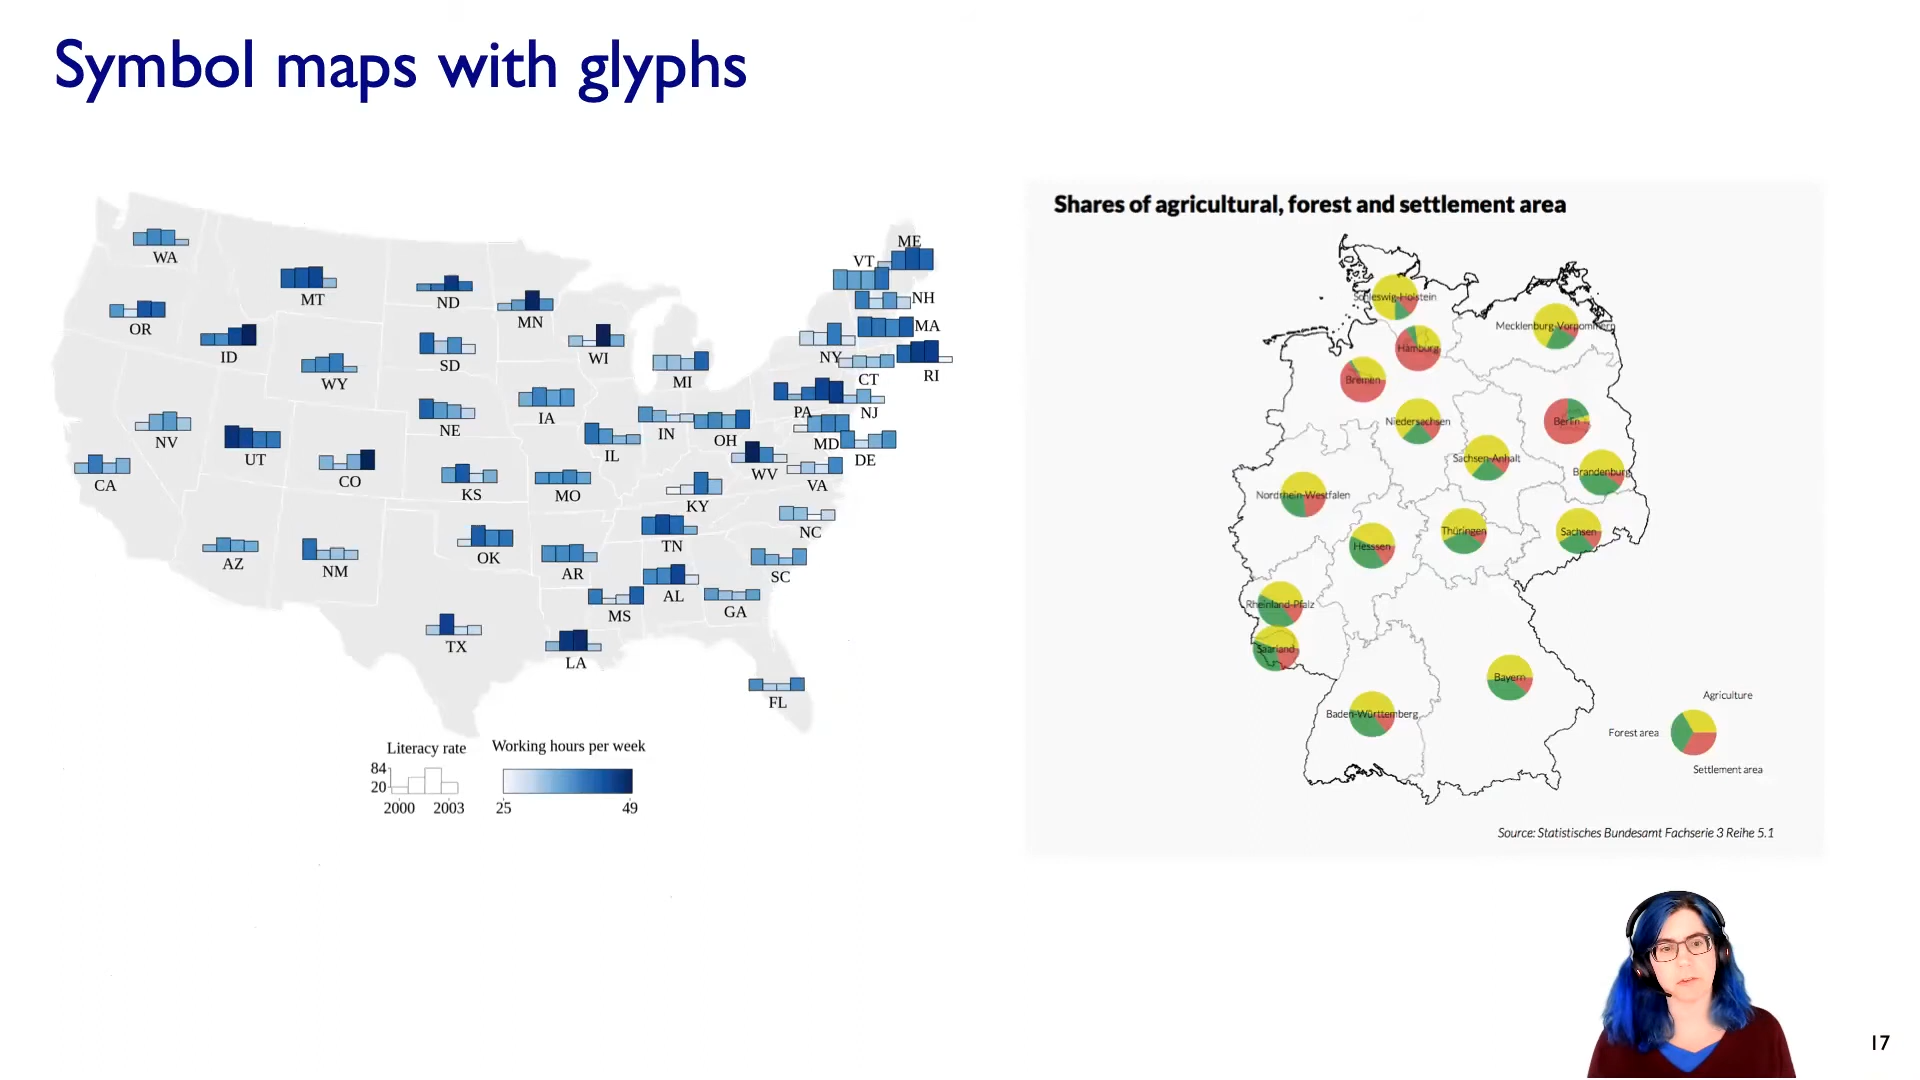 Symbol maps with glyphs
WA
MT
ND
MN
OR
ID
WY
SD
WI
MI
ME
VT
NH
MA
NY
CT
RI
NV
UT
CO
NE
IA
IL
IN
OH
PA
NJ
MD
DE
WV
VA
CA
KS
MO
KY
NC
AZ
NM
OK
AR
TN
SC
TX
MS
AL
GA
LA
FL
Literacy rate
84
20
2000 2003
Working hours per week
25 49
Shares of agricultural, forest and settlement area
Schleswig-Holstein
Mecklenburg-Vorpommern
Hamburg
Bremen
Niedersachsen
Berlin
Sachsen-Anhalt
Brandenburg
Nordrhein-Westfalen
Thüringen
Sachsen
Hesssen
Rheinland-Pfalz
Saarland
Bayern
Baden-Württemberg
Agriculture
Forest area
Settlement area
Source: Statistisches Bundesamt Fachserie 3 Reihe 5.1
17